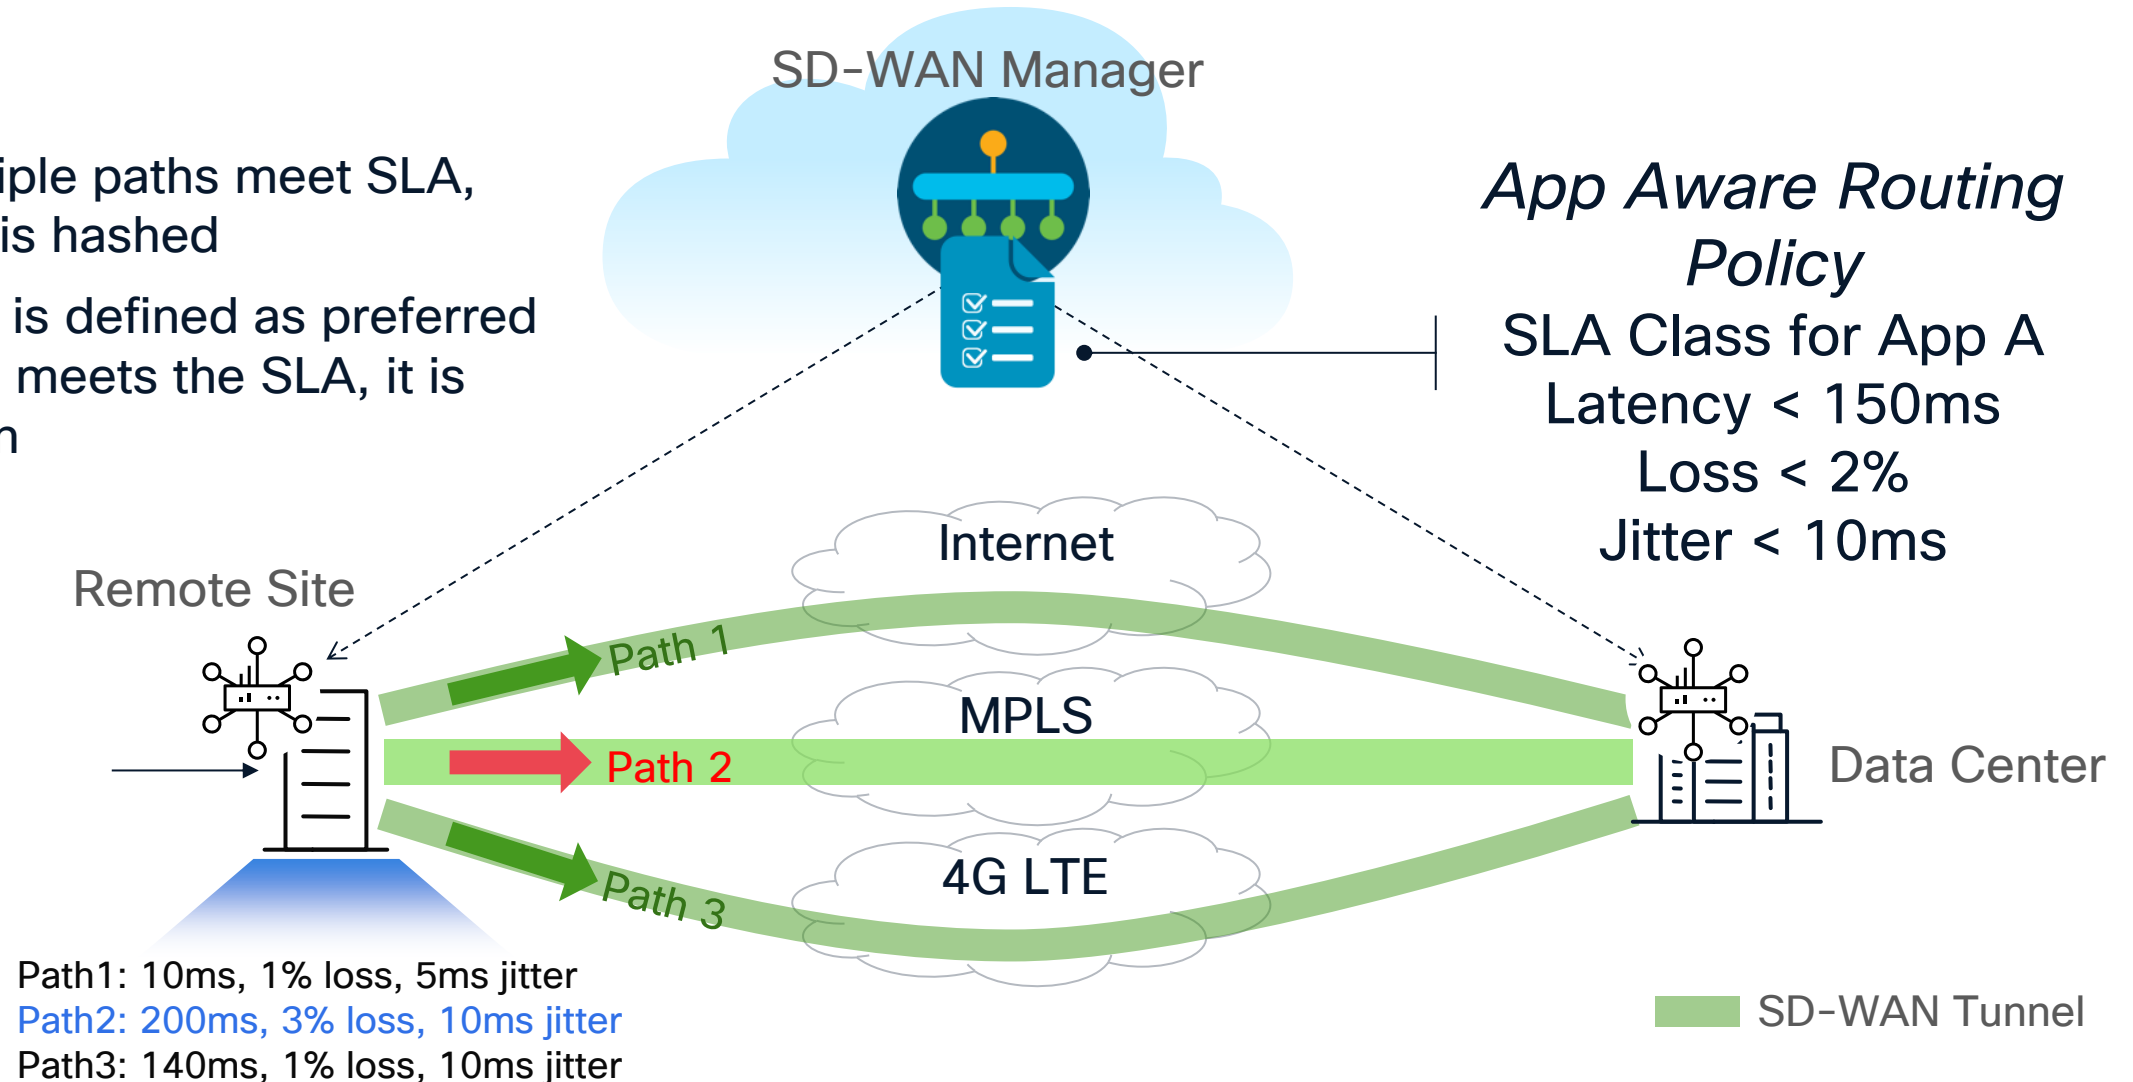 SD-WAN Manager
iple paths meet SLA,
is hashed
is defined as preferred
meets the SLA, it is
App Aware Routing
Policy
SLA Class for App A
Latency < 150ms
Loss < 2%
Jitter < 10ms
Internet
Remote Site
Path 1
MPLS
Path 2
Data Center
4G LTE
Path 3
Path1: 10ms, 1% loss, 5ms jitter
Path2: 200ms, 3% loss, 10ms jitter
Path3: 140ms, 1% loss, 10ms jitter
SD-WAN Tunnel